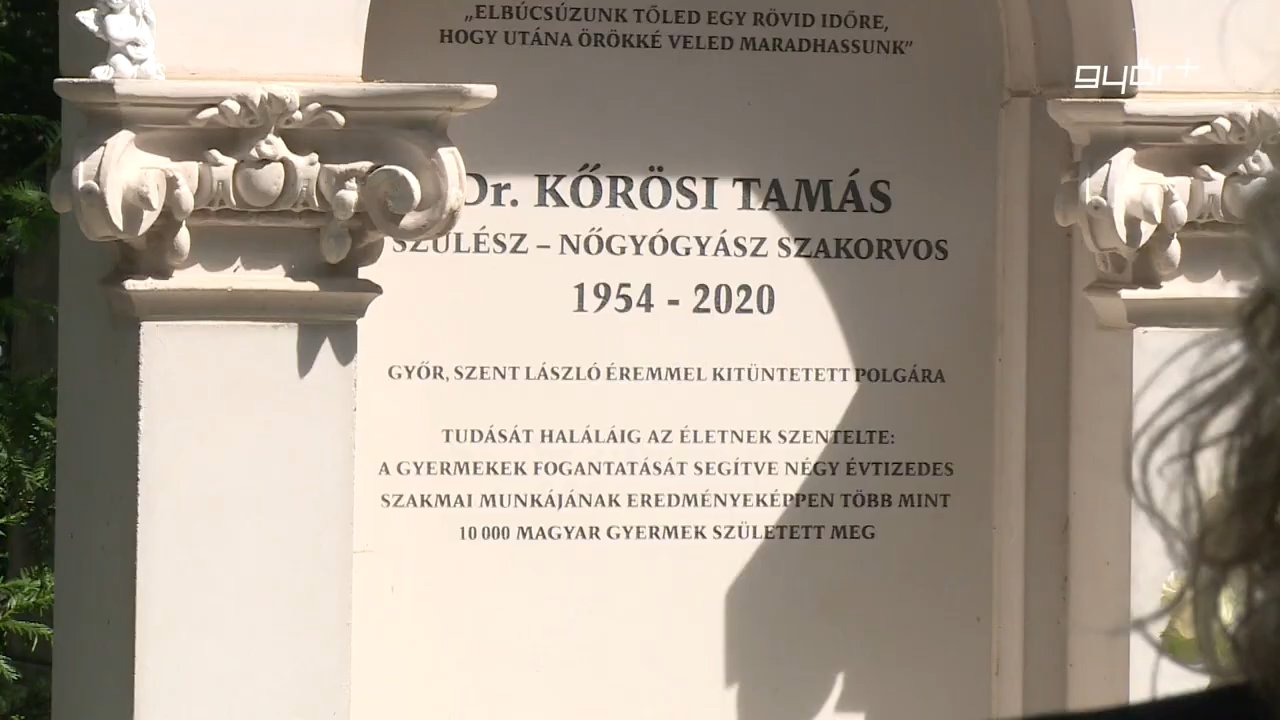 „ELBÚCSÚZUNK TŐLED EGY RÖVID IDŐRE,
HOGY UTÁNA ÖRÖKKÉ VELED MARADHASSUNK”
győr+
Dr. KŐRÖSI TAMÁS
SZÜLÉSZ – NŐGYÓGYÁSZ SZAKORVOS
1954 - 2020
GYŐR, SZENT LÁSZLÓ ÉREMMEL KITÜNTETETT POLGÁRA
TUDÁSÁT HALÁLÁIG AZ ÉLETNEK SZENTELTE:
A GYERMEKEK FOGANTATÁSÁT SEGÍTVE NÉGY ÉVTIZEDES
SZAKMAI MUNKÁJÁNAK EREDMÉNYEKÉPPEN TÖBB MINT
10 000 MAGYAR GYERMEK SZÜLETETT MEG